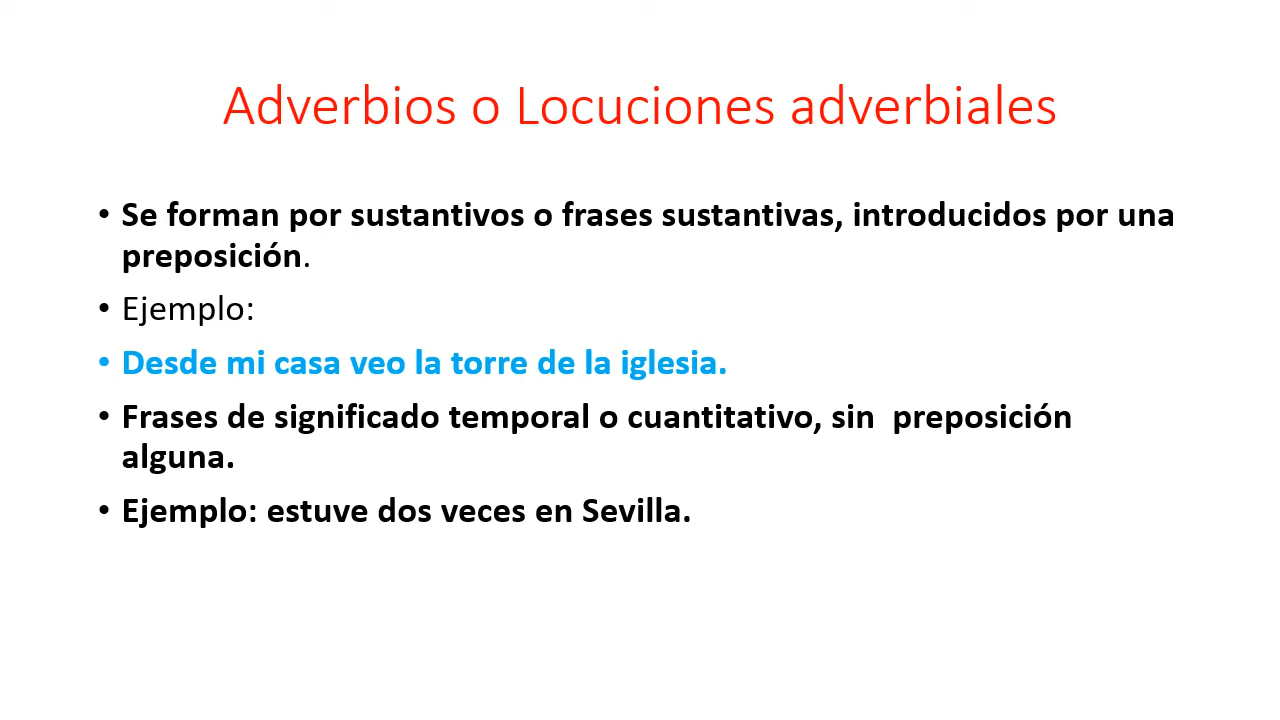 Adverbios o Locuciones adverbiales
• Se forman por sustantivos o frases sustantivas, introducidos por una
preposición.
• Ejemplo:
• Desde mi casa veo la torre de la iglesia.
• Frases de significado temporal o cuantitativo, sin  preposición
alguna.
• Ejemplo: estuve dos veces en Sevilla.